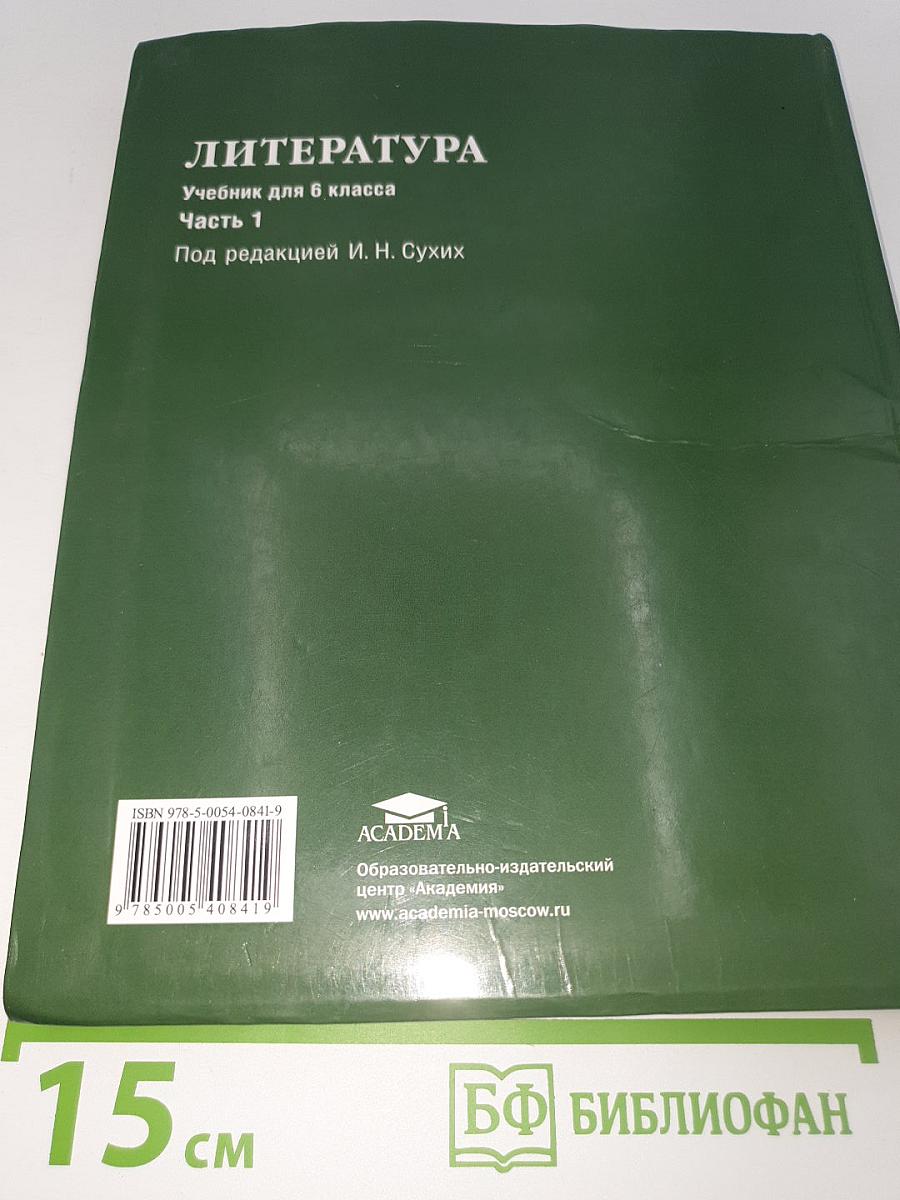 ЛИТЕРАТУРА
Учебник для 6 класса
Часть 1
Под редакцией И. Н. Сухих
ISBN 978-5-0054-0841-9
9 785005 408419
ACADEMiA
Образовательно-издательский
центр «Академия»
www.academia-moscow.ru
15 см
БФ БИБЛИОФАН